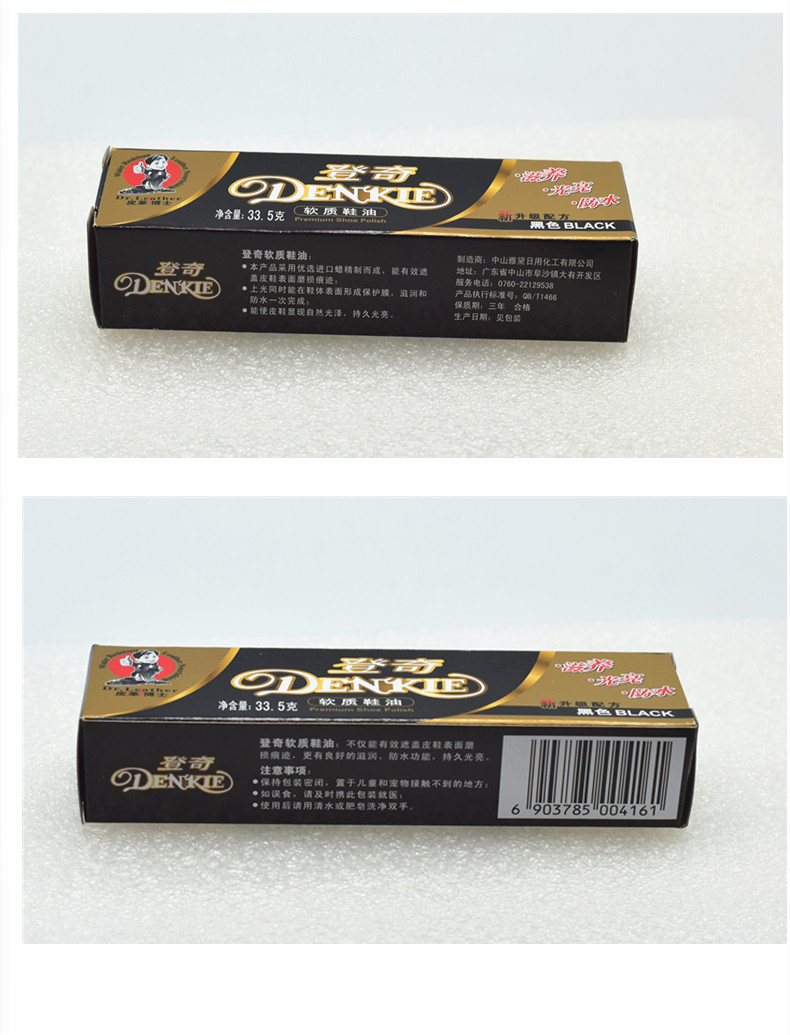 Water Resistant Leather Nourishing
Dr.Leather
皮革博士
登奇
DENKIE
净含量: 33.5克
软质鞋油
Premium Shoe Polish
·滋养
·光亮
·防水
新升级配方
黑色 BLACK
登奇
DENKIE
登奇软质鞋油:
●本产品采用优选进口蜡精制而成,能有效遮
盖皮鞋表面磨损痕迹;
●上光同时能在鞋体表面形成保护膜,滋润和
防水一次完成;
●能使皮鞋显现自然光泽,持久光亮。
制造商: 中山雅黛日用化工有限公司
地址: 广东省中山市阜沙镇大有开发区
服务电话: 0760-22129538
产品执行标准号: QB/T1466
保质期: 三年 合格
生产日期: 见包装
Dr.Leather
皮革博士
登奇
DENKIE
净含量: 33.5克
软质鞋油
Premium Shoe Polish
·滋养
·光亮
·防水
新升级配方
黑色 BLACK
登奇
DENKIE
登奇软质鞋油: 不仅能有效遮盖皮鞋表面磨
损痕迹,更有良好的滋润、防水功能,持久光亮。
注意事项:
●保持包装密闭,置于儿童和宠物接触不到的地方;
●如误食,请及时携此包装就医;
●使用后请用清水或肥皂洗净双手。
6 903785 004161